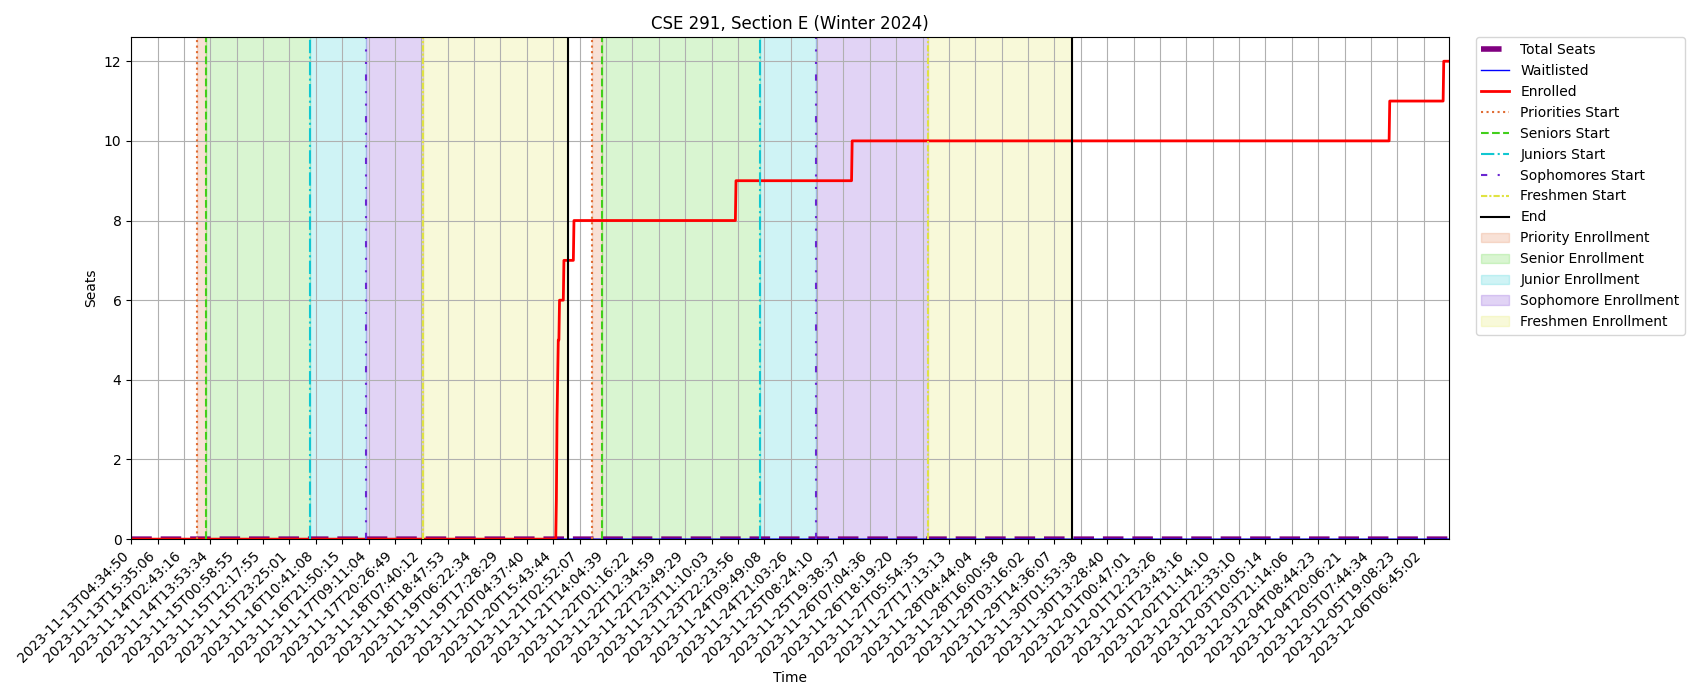 CSE 291, Section E (Winter 2024)
Seats
12
10
8
6
4
2
0
2023-11-13T04:34:50
2023-11-13T15:35:06
2023-11-14T02:43:16
2023-11-14T13:53:34
2023-11-15T00:58:55
2023-11-15T12:17:55
2023-11-15T23:25:01
2023-11-16T10:41:08
2023-11-16T21:50:15
2023-11-17T09:11:04
2023-11-17T20:26:49
2023-11-18T07:40:12
2023-11-18T18:47:53
2023-11-19T06:22:34
2023-11-19T17:28:29
2023-11-20T04:37:40
2023-11-20T15:43:44
2023-11-21T02:52:07
2023-11-21T14:04:39
2023-11-22T01:16:22
2023-11-22T12:34:59
2023-11-22T23:49:29
2023-11-23T11:10:03
2023-11-23T22:23:56
2023-11-24T09:49:08
2023-11-24T21:03:26
2023-11-25T08:24:10
2023-11-25T19:38:37
2023-11-26T07:04:36
2023-11-26T18:19:20
2023-11-27T05:54:35
2023-11-27T17:13:13
2023-11-28T04:44:04
2023-11-28T16:00:58
2023-11-29T03:16:02
2023-11-29T14:36:07
2023-11-30T01:53:38
2023-11-30T13:28:40
2023-12-01T00:47:01
2023-12-01T12:23:26
2023-12-01T23:43:16
2023-12-02T11:14:10
2023-12-02T22:33:10
2023-12-03T10:05:14
2023-12-03T21:14:06
2023-12-04T08:44:23
2023-12-04T20:06:21
2023-12-05T07:44:34
2023-12-05T19:08:23
2023-12-06T06:45:02
Time
Total Seats
Waitlisted
Enrolled
Priorities Start
Seniors Start
Juniors Start
Sophomores Start
Freshmen Start
End
Priority Enrollment
Senior Enrollment
Junior Enrollment
Sophomore Enrollment
Freshmen Enrollment